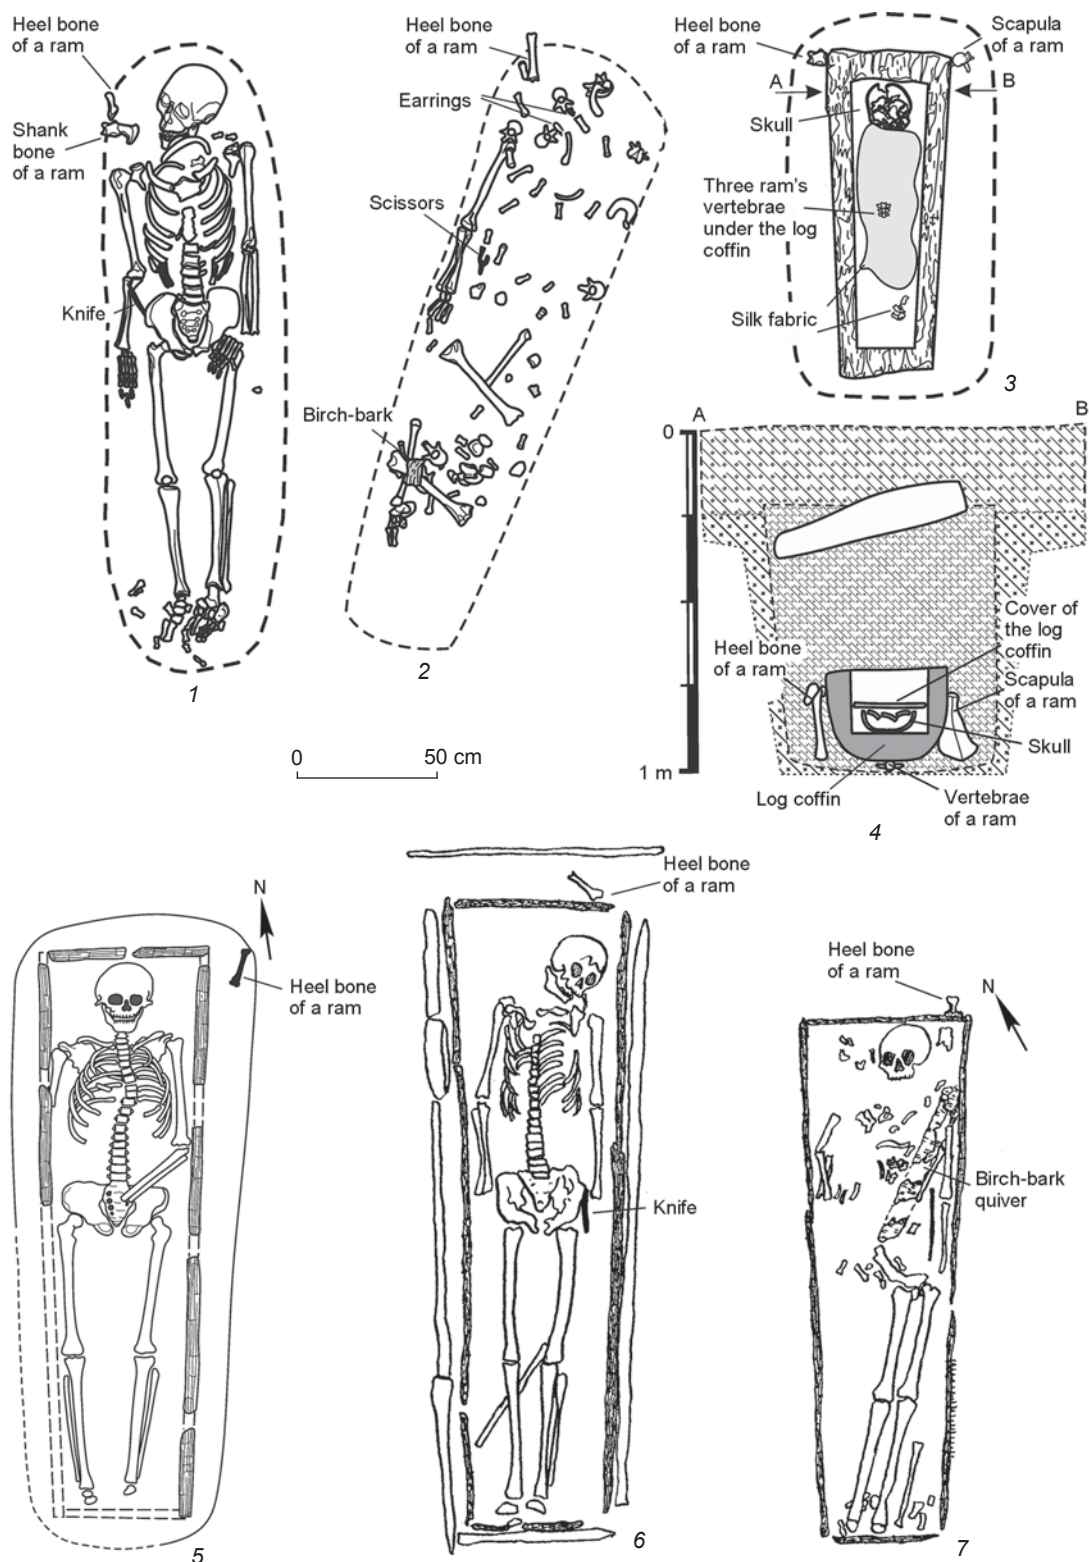 Heel bone
of a ram
Shank
bone
of a ram
Knife
1
Heel bone
of a ram
Earrings
Scissors
Birch-bark
2
Heel bone
of a ram
Scapula
of a ram
A
B
Skull
Three ram's
vertebrae
under the log
coffin
Silk fabric
3
0
50 cm
A
B
0
1 m
Cover of
the log
coffin
Heel bone
of a ram
Scapula
of a ram
Skull
Log coffin
Vertebrae
of a ram
4
N
Heel bone
of a ram
5
Heel bone
of a ram
Knife
6
Heel bone
of a ram
N
Birch-bark
quiver
7